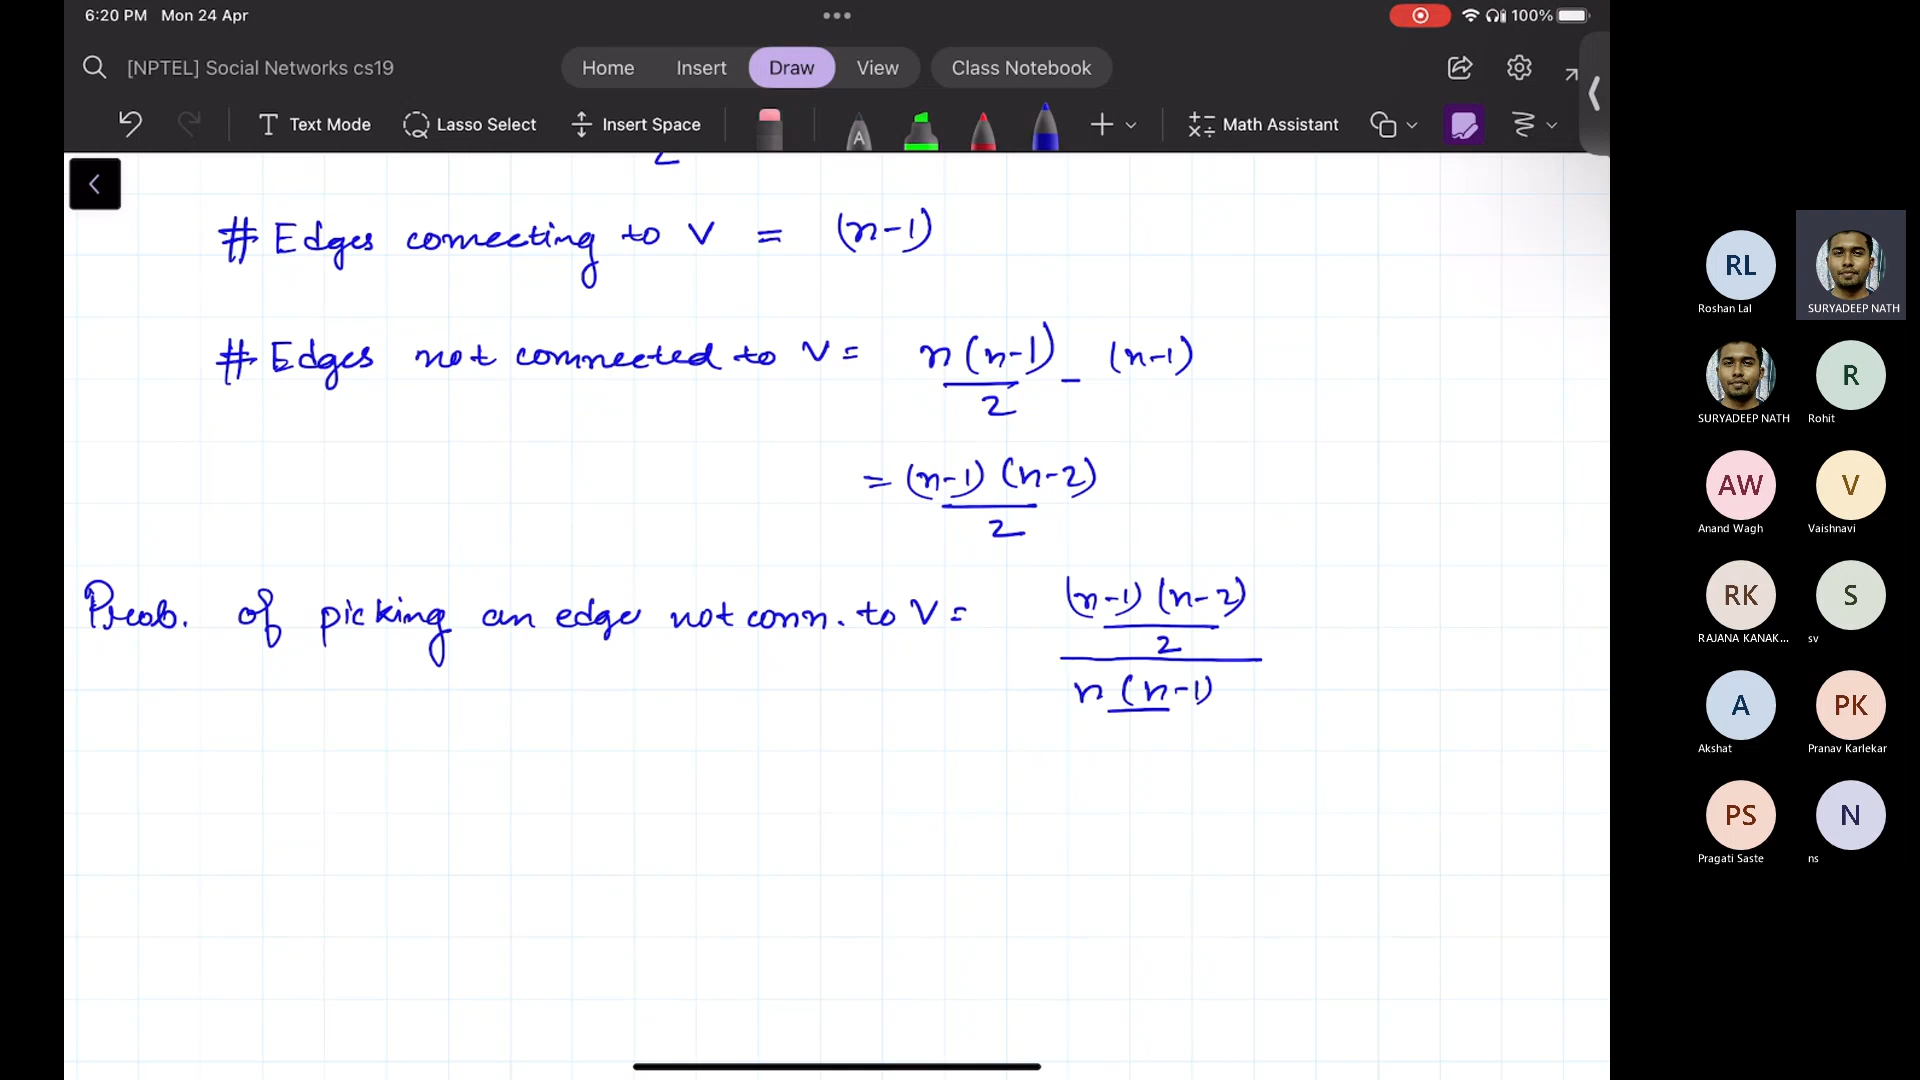 6:20 PM Mon 24 Apr
100%
[NPTEL] Social Networks cs19
Home Insert Draw View Class Notebook
Text Mode Lasso Select Insert Space A Math Assistant
2
# Edges connecting to V = (n-1)
# Edges not connected to V = n(n-1)/2 - (n-1)
= (n-1)(n-2)/2
Prob. of picking an edge not conn. to V = (n-1)(n-2)/2
n(n-1)
RL
Roshan Lal
SURYADEEP NATH
SURYADEEP NATH
R
Rohit
AW
Anand Wagh
V
Vaishnavi
RK
RAJANA KANAK...
S
sv
A
Akshat
PK
Pranav Karlekar
PS
Pragati Saste
N
ns